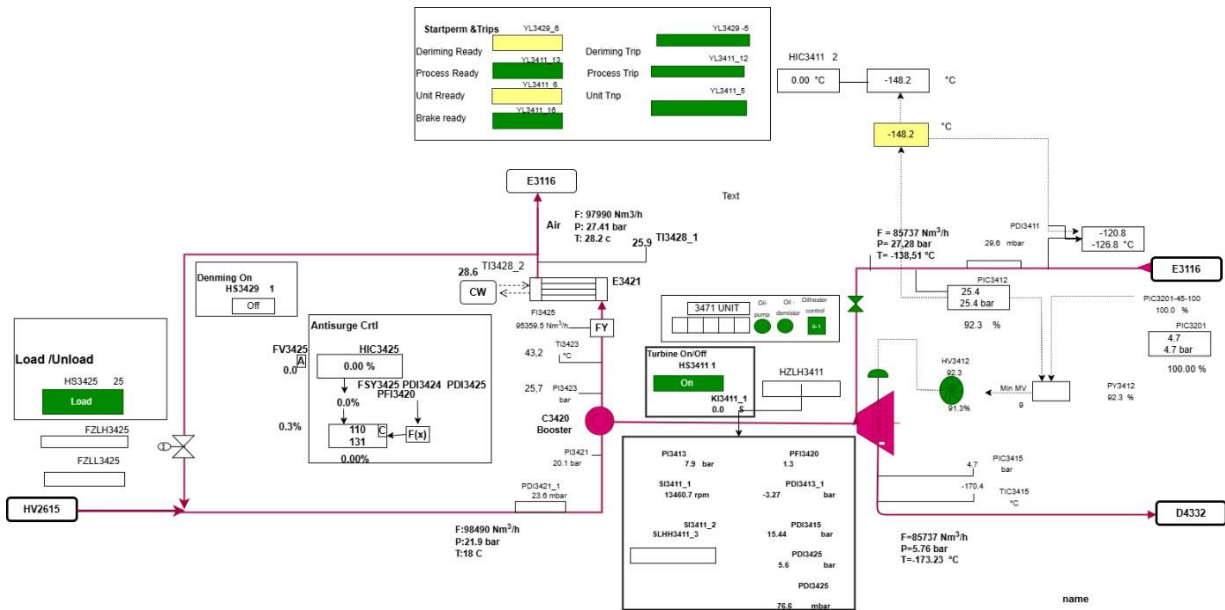 Startperm &Trips
YL3429_6
YL3429 -5
Deriming Ready
Deriming Trip
YL3411_13
YL3411_12
Process Ready
Process Trip
YL3411_6
YL3411_5
Unit Rready
Unit Tnp
YL3411_16
Brake ready
HIC3411 2
0.00 °C
-148.2
°C
-148.2
°C
E3116
Text
Air
F: 97990 Nm3/h
P: 27.41 bar
T: 28.2 c
25.9
TI3428_1
TI3428_2
28.6
CW
E3421
F = 85737 Nm³/h
P= 27,28 bar
T= -138,51 °C
29,6 mbar
PDI3411
-120.8
-126.8 °C
E3116
Denming On
HS3429 1
Off
FI3425
95359.5 Nm³/h
FY
3471 UNIT
Oil-
pump
Oil -
demistor
Oilheater
control
0-1
PIC3412
25.4
25.4 bar
92.3 %
PIC3201-45-100
100.0 %
PIC3201
4.7
4.7 bar
100.00 %
Antisurge Crtl
FV3425
A
0.0
HIC3425
0.00 %
FSY3425 PDI3424 PDI3425
PFI3420
0.0%
0.3%
110
131
C
F(x)
0.00%
TI3423
43,2
°C
PI3423
25,7
bar
C3420
Booster
Turbine On/Off
HS3411 1
On
KI3411_1
0.0 S
HZLH3411
HV3412
92.3
91.3%
Min MV
9
PY3412
92.3 %
Load /Unload
HS3425 25
Load
FZLH3425
FZLL3425
HV2615
PI3421
20.1 bar
PDI3421_1
23.6 mbar
F:98490 Nm³/h
P:21.9 bar
T:18 C
PI3413
7.9 bar
PFI3420
1.3
SI3411_1
13460.7 rpm
PDI3413_1
-3.27 bar
SI3411_2
SLHH3411_3
PDI3415
15.44 bar
PDI3425
5.6 bar
PDI3425
76.6 mbar
4.7
PIC3415
bar
-170.4
TIC3415
°C
D4332
F=85737 Nm³/h
P=5.76 bar
T=-173.23 °C
name